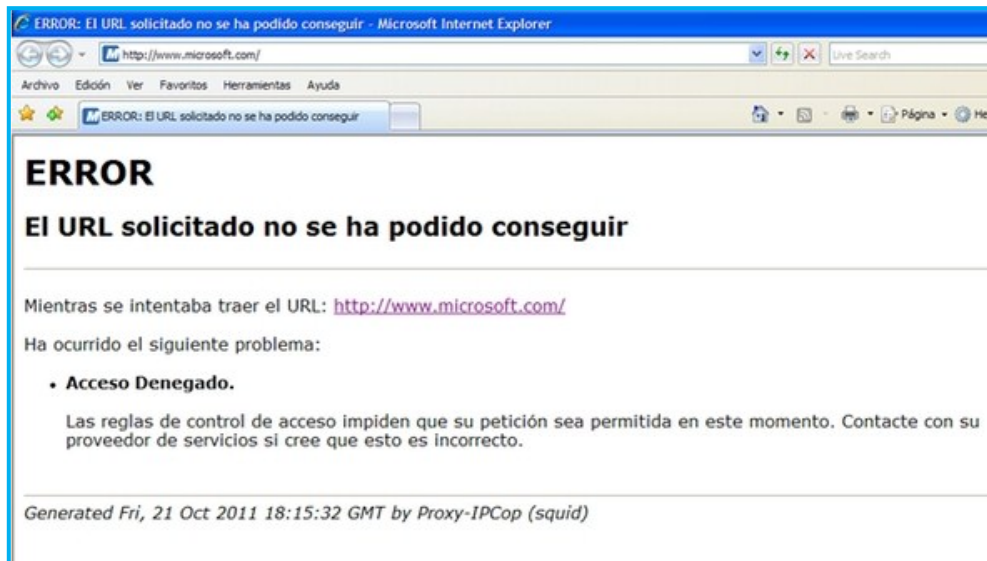 ERROR: El URL solicitado no se ha podido conseguir - Microsoft Internet Explorer
http://www.microsoft.com/
Live Search
Archivo Edición Ver Favoritos Herramientas Ayuda
ERROR: El URL solicitado no se ha podido conseguir
Página
He
ERROR
El URL solicitado no se ha podido conseguir
Mientras se intentaba traer el URL: http://www.microsoft.com/
Ha ocurrido el siguiente problema:
• Acceso Denegado.
Las reglas de control de acceso impiden que su petición sea permitida en este momento. Contacte con su
proveedor de servicios si cree que esto es incorrecto.
Generated Fri, 21 Oct 2011 18:15:32 GMT by Proxy-IPCop (squid)